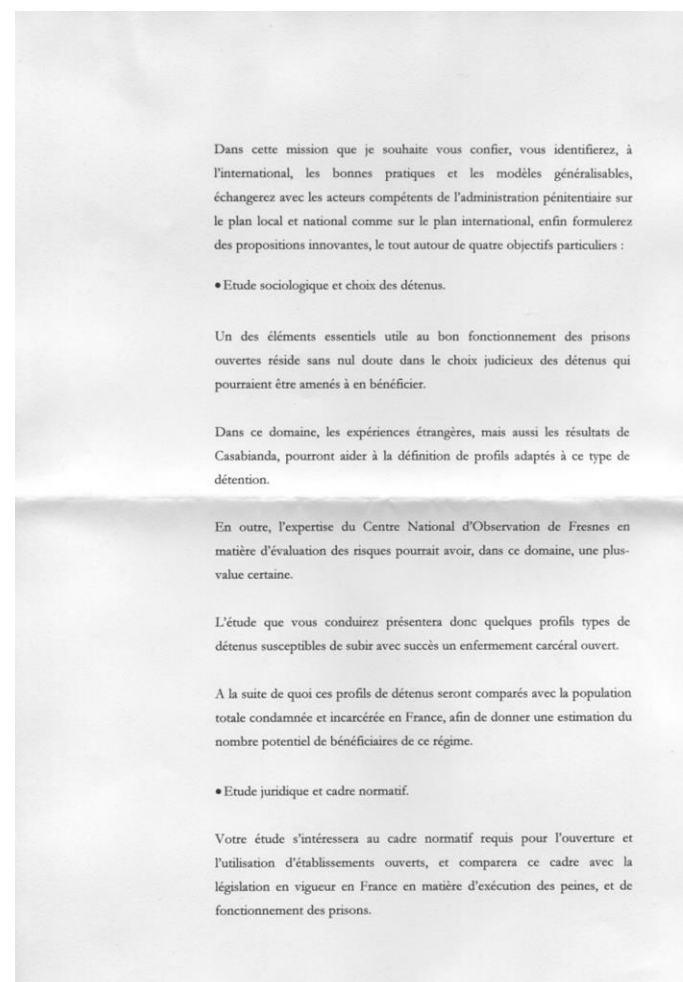 Dans cette mission que je souhaite vous confier, vous identifierez, à
l'international, les bonnes pratiques et les modèles généralisables,
échangerez avec les acteurs compétents de l'administration pénitentiaire sur
le plan local et national comme sur le plan international, enfin formulerez
des propositions innovantes, le tout autour de quatre objectifs particuliers :
• Etude sociologique et choix des détenus.
Un des éléments essentiels utile au bon fonctionnement des prisons
ouvertes réside sans nul doute dans le choix judicieux des détenus qui
pourraient être amenés à en bénéficier.
Dans ce domaine, les expériences étrangères, mais aussi les résultats de
Casabianda, pourront aider à la définition de profils adaptés à ce type de
détention.
En outre, l'expertise du Centre National d'Observation de Fresnes en
matière d'évaluation des risques pourrait avoir, dans ce domaine, une plus-
value certaine.
L'étude que vous conduirez présentera donc quelques profils types de
détenus susceptibles de subir avec succès un enfermement carcéral ouvert.
A la suite de quoi ces profils de détenus seront comparés avec la population
totale condamnée et incarcérée en France, afin de donner une estimation du
nombre potentiel de bénéficiaires de ce régime.
• Etude juridique et cadre normatif.
Votre étude s'intéressera au cadre normatif requis pour l'ouverture et
l'utilisation d'établissements ouverts, et comparera ce cadre avec la
législation en vigueur en France en matière d'exécution des peines, et de
fonctionnement des prisons.